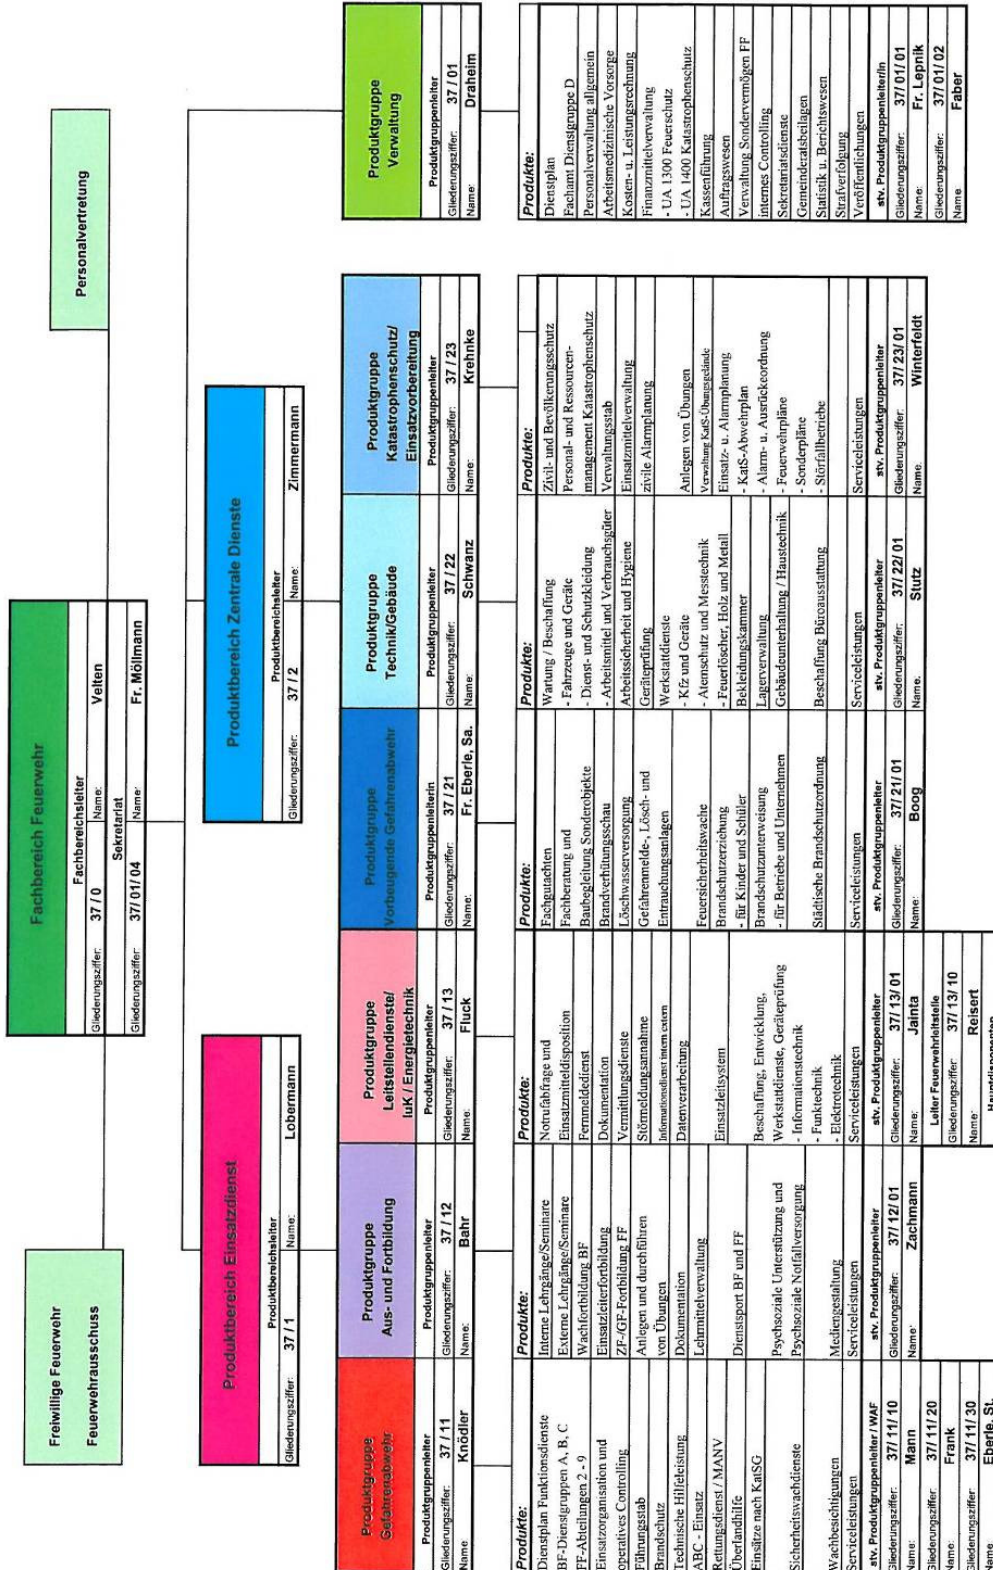 Freiwillige Feuerwehr
Feuerwehrausschuss
Fachbereich Feuerwehr
Fachbereichsleiter
Gliederungsziffer: 37 / 0 Name: Velten
Sekretariat
Gliederungsziffer: 37/ 01/ 04 Name: Fr. Möllmann
Personalvertretung
Produktbereich Einsatzdienst
Produktbereichsleiter
Gliederungsziffer: 37 / 1 Name: Lobermann
Produktbereich Zentrale Dienste
Produktbereichsleiter
Gliederungsziffer: 37 / 2 Name: Zimmermann
Produktgruppe
Gefahrenabwehr
Produktgruppenleiter
Gliederungsziffer: 37 / 11
Name: Knödler
Produkte:
Dienstplan Funktionsdienste
BF-Dienstgruppen A, B, C
FF-Abteilungen 2 - 9
Einsatzorganisation und
operatives Controlling
Führungsstab
Brandschutz
Technische Hilfeleistung
ABC - Einsatz
Rettungsdienst / MANV
Überlandhilfe
Einsätze nach KatSG
Sicherheitswachdienste
Wachbesichtigungen
Serviceleistungen
stv. Produktgruppenleiter / WAF
Gliederungsziffer: 37/ 11/ 10
Name: Mann
Gliederungsziffer: 37/ 11/ 20
Name: Frank
Gliederungsziffer: 37/ 11/ 30
Name: Eberle, St.
Produktgruppe
Aus- und Fortbildung
Produktgruppenleiter
Gliederungsziffer: 37 / 12
Name: Bahr
Produkte:
Interne Lehrgänge/Seminare
Externe Lehrgänge/Seminare
Wachfortbildung BF
Einsatzleiterfortbildung
ZF-/GF-Fortbildung FF
Anlegen und durchführen
von Übungen
Dokumentation
Lehrmittelverwaltung
Dienstsport BF und FF
Psychsoziale Unterstützung und
Psychsoziale Notfallversorgung
Mediengestaltung
Serviceleistungen
stv. Produktgruppenleiter
Gliederungsziffer: 37/ 12/ 01
Name: Zachmann
Produktgruppe
Leitstellendienste/
IuK / Energietechnik
Produktgruppenleiter
Gliederungsziffer: 37 / 13
Name: Fluck
Produkte:
Notrufabfrage und
Einsatzmitteldisposition
Fernmeldedienst
Dokumentation
Vermittlungsdienste
Störmeldungsannahme
Informationsdienst intern extern
Datenverarbeitung
Einsatzleitsystem
Beschaffung, Entwicklung,
Werkstattdienste, Geräteprüfung
- Informationstechnik
- Funktechnik
- Elektrotechnik
Serviceleistungen
stv. Produktgruppenleiter
Gliederungsziffer: 37/ 13/ 01
Name: Jainta
Leiter Feuerwehrleitstelle
Gliederungsziffer: 37/ 13/ 10
Name: Reisert
Hauptdisponenten
Produktgruppe
Vorbeugende Gefahrenabwehr
Produktgruppenleiterin
Gliederungsziffer: 37 / 21
Name: Fr. Eberle, Sa.
Produkte:
Fachgutachten
Fachberatung und
Baubegleitung Sonderobjekte
Brandverhütungsschau
Löschwasserversorgung
Gefahrenmelde-, Lösch- und
Entrauchungsanlagen
Feuersicherheitswache
Brandschutzerziehung
- für Kinder und Schüler
Brandschutzunterweisung
- für Betriebe und Unternehmen
Städtische Brandschutzordnung
Serviceleistungen
stv. Produktgruppenleiter
Gliederungsziffer: 37/ 21/ 01
Name: Boog
Produktgruppe
Technik/Gebäude
Produktgruppenleiter
Gliederungsziffer: 37 / 22
Name: Schwanz
Produkte:
Wartung / Beschaffung
- Fahrzeuge und Geräte
- Dienst- und Schutzkleidung
- Arbeitsmittel und Verbrauchsgüter
Arbeitssicherheit und Hygiene
Geräteprüfung
Werkstattdienste
- Kfz und Geräte
- Atemschutz und Messtechnik
- Feuerlöscher, Holz und Metall
Bekleidungskammer
Lagerverwaltung
Gebäudeunterhaltung / Haustechnik
Beschaffung Büroausstattung
Serviceleistungen
stv. Produktgruppenleiter
Gliederungsziffer: 37/ 22/ 01
Name: Stutz
Produktgruppe
Katastrophenschutz/
Einsatzvorbereitung
Produktgruppenleiter
Gliederungsziffer: 37 / 23
Name: Krehnke
Produkte:
Zivil- und Bevölkerungsschutz
Personal- und Ressourcen-
management Katastrophenschutz
Verwaltungsstab
Einsatzmittelverwaltung
zivile Alarmplanung
Anlegen von Übungen
Verwaltung KatS-Übungsgelände
Einsatz- u. Alarmplanung
- KatS-Abwehrplan
- Alarm- u. Ausrückeordnung
- Feuerwehrpläne
- Sonderpläne
- Störfallbetriebe
Serviceleistungen
stv. Produktgruppenleiter
Gliederungsziffer: 37/ 23/ 01
Name: Winterfeldt
Produktgruppe
Verwaltung
Produktgruppenleiter
Gliederungsziffer: 37 / 01
Name: Draheim
Produkte:
Dienstplan
Fachamt Dienstgruppe D
Personalverwaltung allgemein
Arbeitsmedizinische Vorsorge
Kosten- u. Leistungsrechnung
Finanzmittelverwaltung
- UA 1300 Feuerschutz
- UA 1400 Katastrophenschutz
Kassenführung
Auftragswesen
Verwaltung Sondervermögen FF
internes Controlling
Sekretariatsdienste
Gemeinderatsbeilagen
Statistik u. Berichtswesen
Strafverfolgung
Veröffentlichungen
stv. Produktgruppenleiter/in
Gliederungsziffer: 37/ 01/ 01
Name: Fr. Lepnik
Gliederungsziffer: 37/ 01/ 02
Name Faber